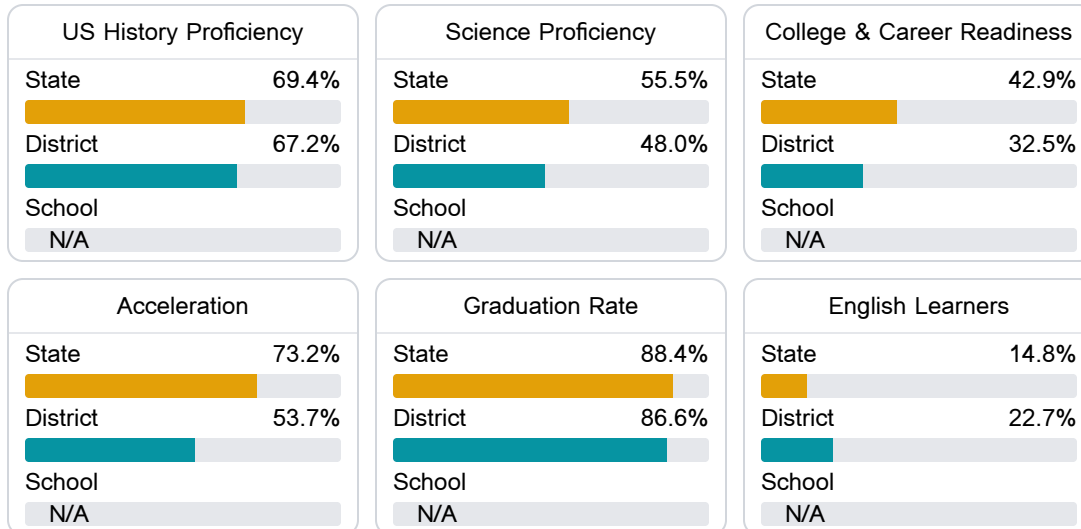 US History Proficiency
State 69.4%
District 67.2%
School
N/A
Science Proficiency
State 55.5%
District 48.0%
School
N/A
College & Career Readiness
State 42.9%
District 32.5%
School
N/A
Acceleration
State 73.2%
District 53.7%
School
N/A
Graduation Rate
State 88.4%
District 86.6%
School
N/A
English Learners
State 14.8%
District 22.7%
School
N/A